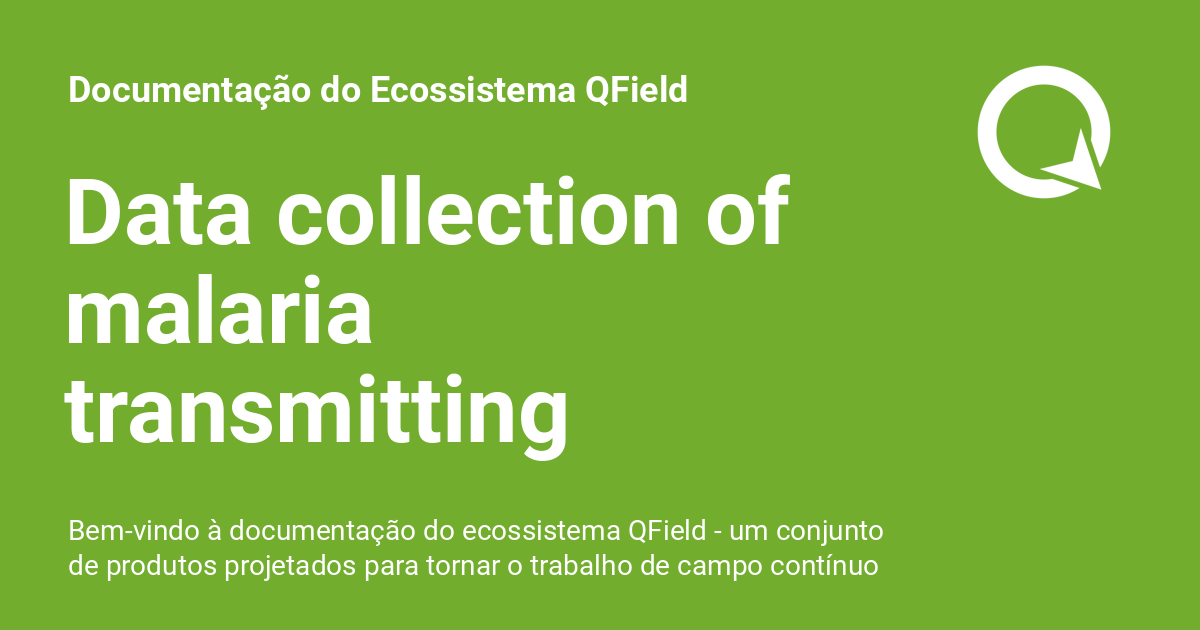 Documentação do Ecossistema QField
Data collection of
malaria
transmitting
Bem-vindo à documentação do ecossistema QField - um conjunto
de produtos projetados para tornar o trabalho de campo contínuo